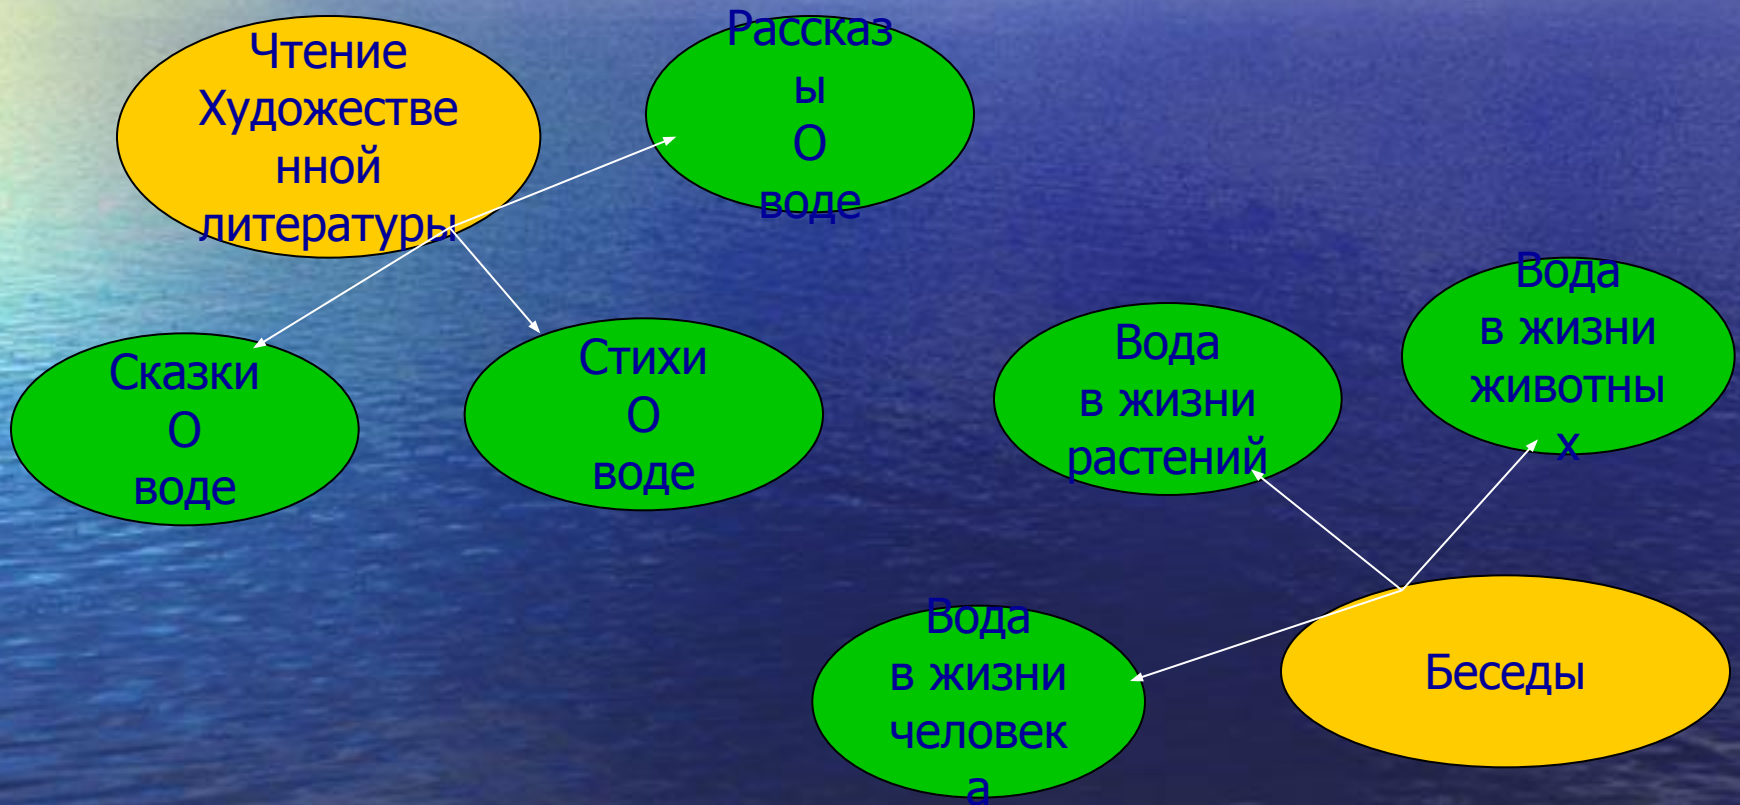 Чтение
Художестве
нной
литературы
Рассказ
ы
О
воде
Сказки
О
воде
Стихи
О
воде
Вода
в жизни
растений
Вода
в жизни
животны
х
Вода
в жизни
человек
а
Беседы